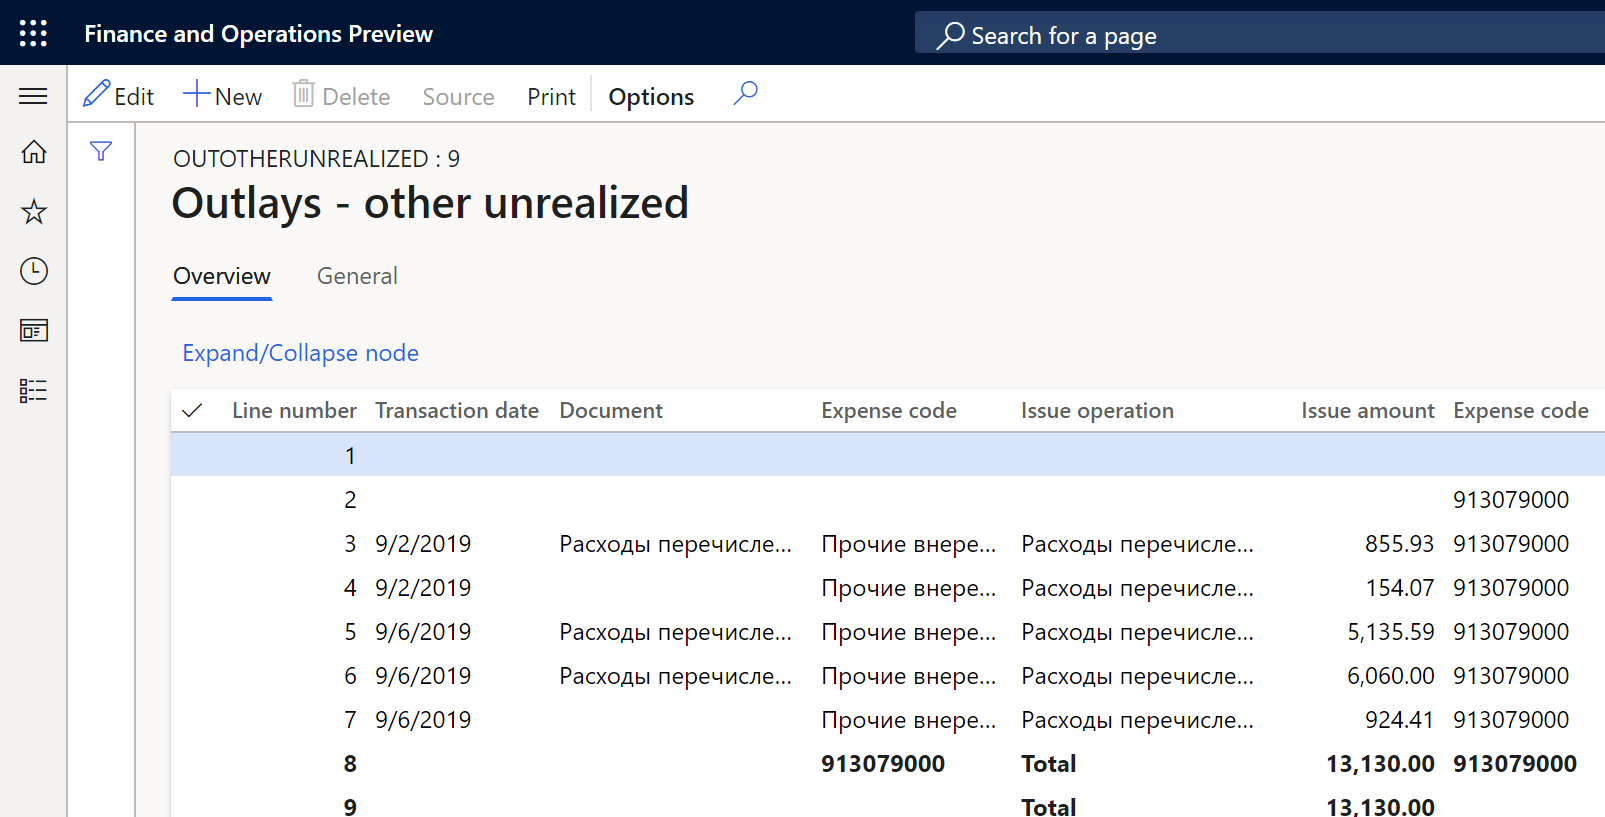 Finance and Operations Preview
Search for a page
Edit New Delete Source Print Options
OUTOTHERUNREALIZED : 9
Outlays - other unrealized
Overview General
Expand/Collapse node
Line number Transaction date Document Expense code Issue operation Issue amount Expense code
1
2 913079000
3 9/2/2019 Расходы перечисле... Прочие внере... Расходы перечисле... 855.93 913079000
4 9/2/2019 Прочие внере... Расходы перечисле... 154.07 913079000
5 9/6/2019 Расходы перечисле... Прочие внере... Расходы перечисле... 5,135.59 913079000
6 9/6/2019 Расходы перечисле... Прочие внере... Расходы перечисле... 6,060.00 913079000
7 9/6/2019 Прочие внере... Расходы перечисле... 924.41 913079000
8 913079000 Total 13,130.00 913079000
9 Total 13,130.00